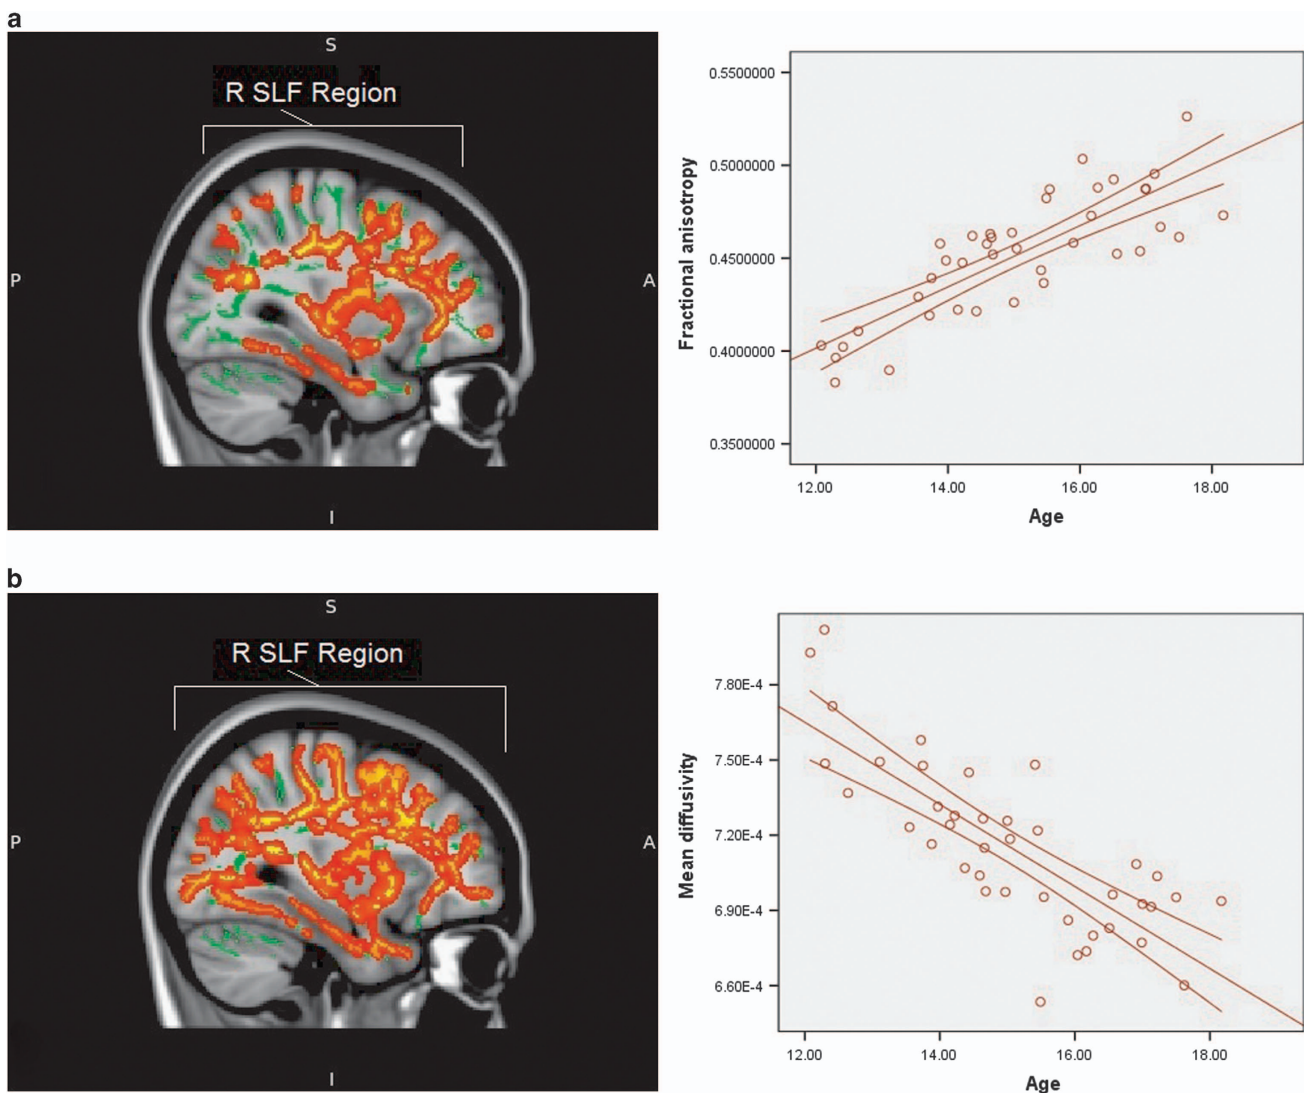 a
S
R SLF Region
P
A
I
0.5500000
0.5000000
0.4500000
0.4000000
0.3500000
Fractional anisotropy
12.00 14.00 16.00 18.00
Age
b
S
R SLF Region
P
A
I
7.80E-4
7.50E-4
7.20E-4
6.90E-4
6.60E-4
Mean diffusivity
12.00 14.00 16.00 18.00
Age